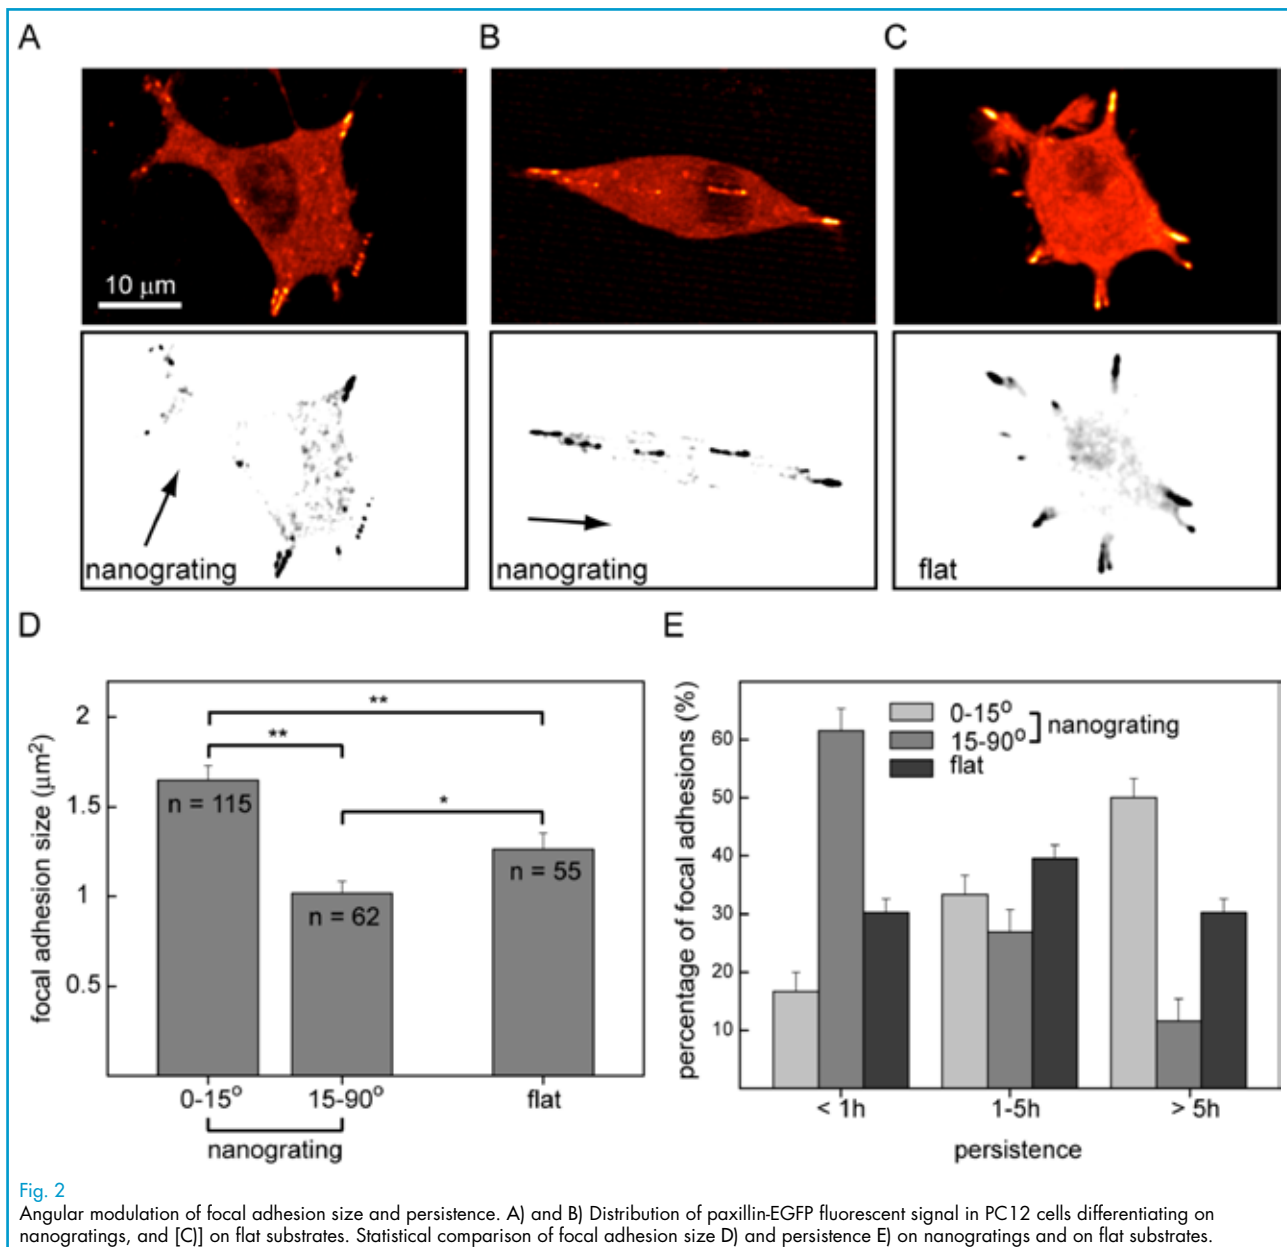 A
B
C
10 μm
nanograting
nanograting
flat
D
focal adhesion size (μm²)
2
1.5
1
0.5
**
**
*
n = 115
n = 62
n = 55
0-15°
15-90°
flat
nanograting
E
percentage of focal adhesions (%)
60
50
40
30
20
10
0-15°
15-90°
flat
nanograting
< 1h
1-5h
> 5h
persistence
Fig. 2
Angular modulation of focal adhesion size and persistence. A) and B) Distribution of paxillin-EGFP fluorescent signal in PC12 cells differentiating on
nanogratings, and [C)] on flat substrates. Statistical comparison of focal adhesion size D) and persistence E) on nanogratings and on flat substrates.